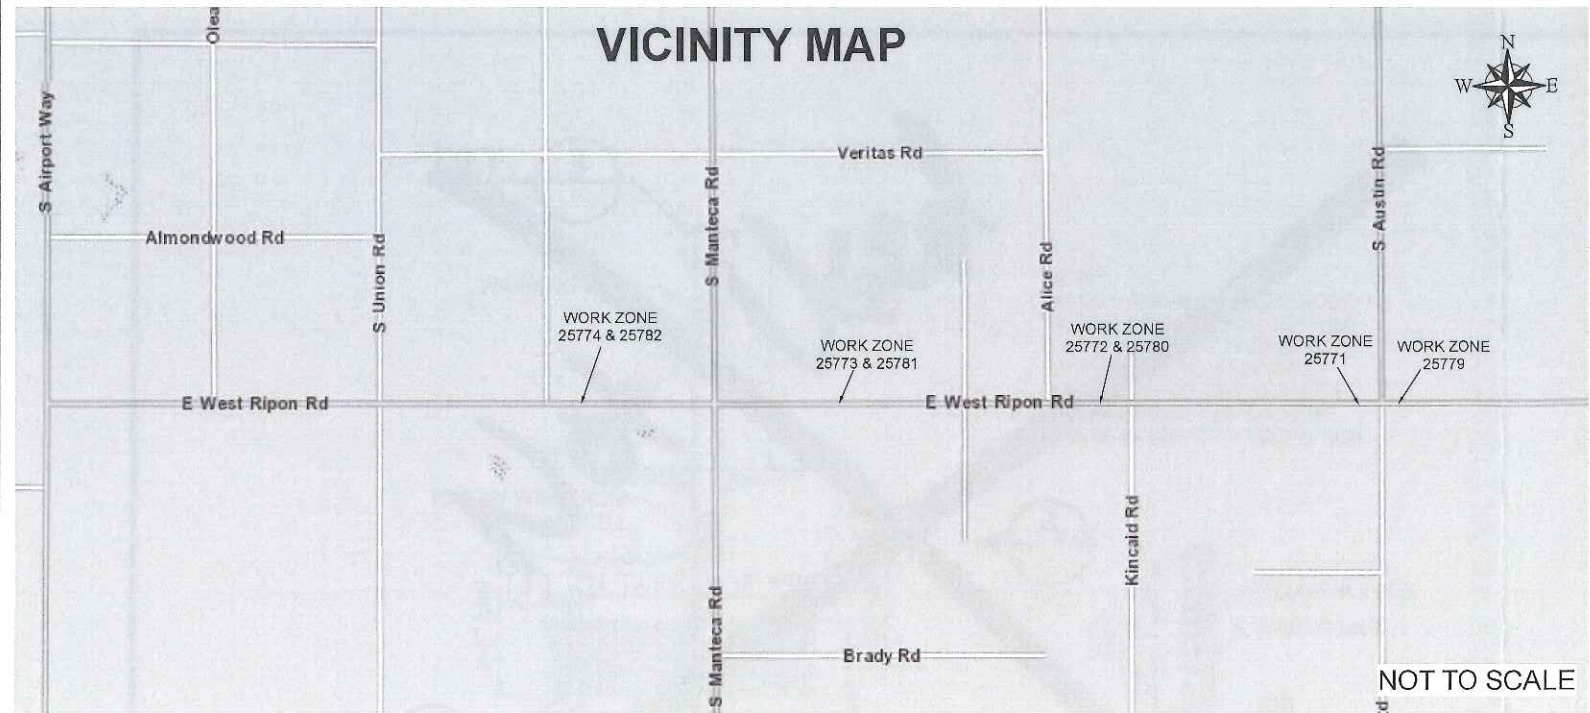 VICINITY MAP
Olea
N
W
E
S
S Airport Way
Veritas Rd
S Manteca Rd
S Austin Rd
Almondwood Rd
S Union Rd
Alice Rd
WORK ZONE
25774 & 25782
WORK ZONE
25773 & 25781
WORK ZONE
25772 & 25780
WORK ZONE
25771
WORK ZONE
25779
E West Ripon Rd
E West Ripon Rd
Kincaid Rd
S Manteca Rd
Brady Rd
NOT TO SCALE
Rd